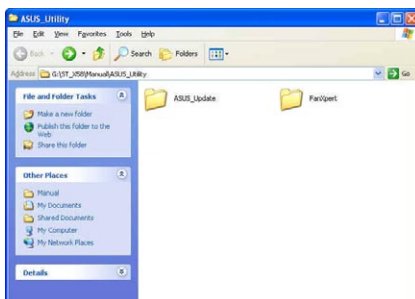 ASUS_Utility
File Edit View Favorites Tools Help
Back Search Folders
Address G:\ST_X58\Manual\ASUS_Utility Go
File and Folder Tasks
Make a new folder
Publish this folder to the
Web
Share this folder
Other Places
Manual
My Documents
Shared Documents
My Computer
My Network Places
Details
ASUS_Update
FanXpert